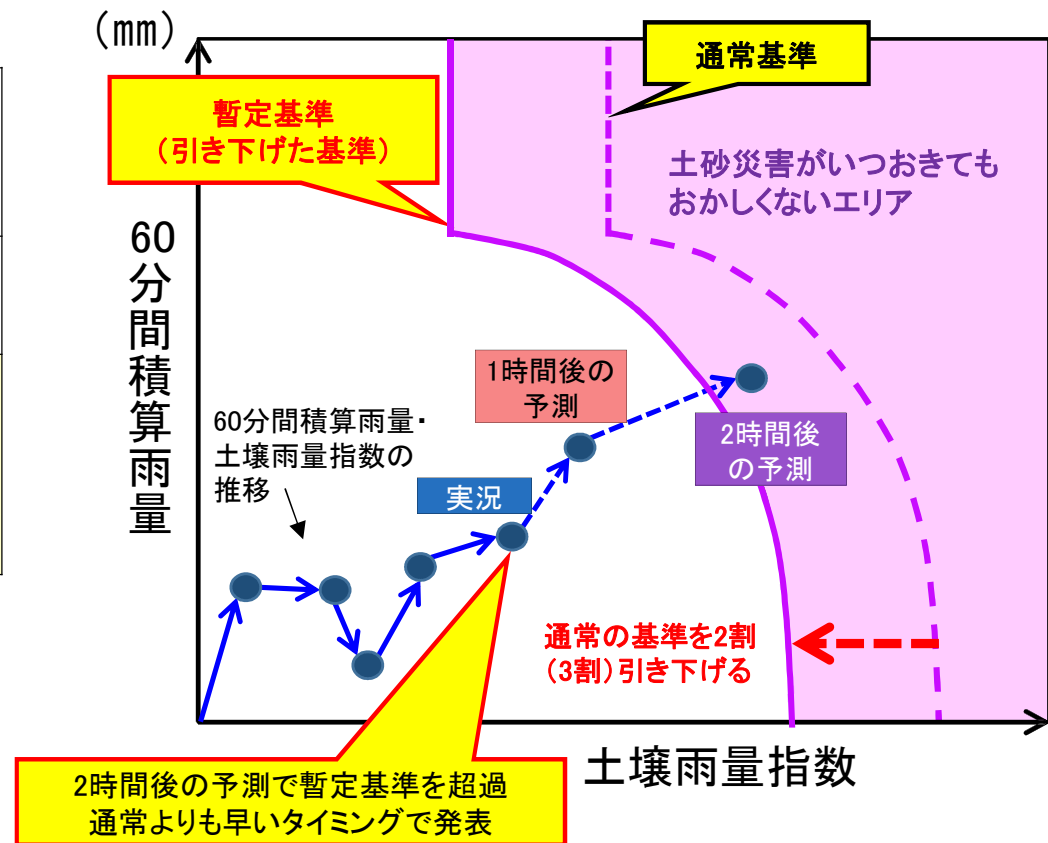 (mm)
通常基準
暫定基準
(引き下げた基準)
土砂災害がいつおきても
おかしくないエリア
60分間積算雨量
1時間後の
予測
60分間積算雨量・
土壌雨量指数の
推移
2時間後
の予測
実況
通常の基準を2割
(3割)引き下げる
土壌雨量指数
2時間後の予測で暫定基準を超過
通常よりも早いタイミングで発表